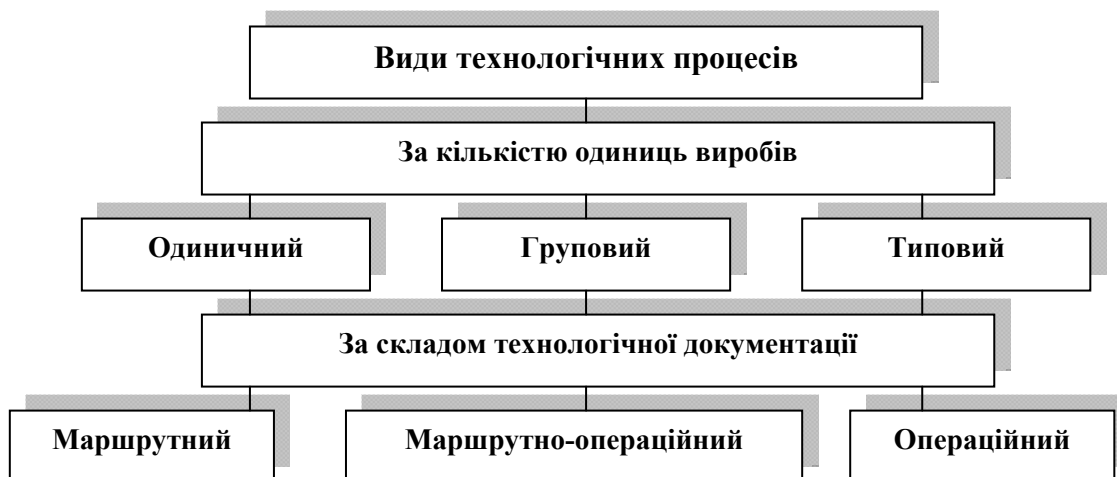 Види технологічних процесів
За кількістю одиниць виробів
Одиничний
Груповий
Типовий
За складом технологічної документації
Маршрутний
Маршрутно-операційний
Операційний